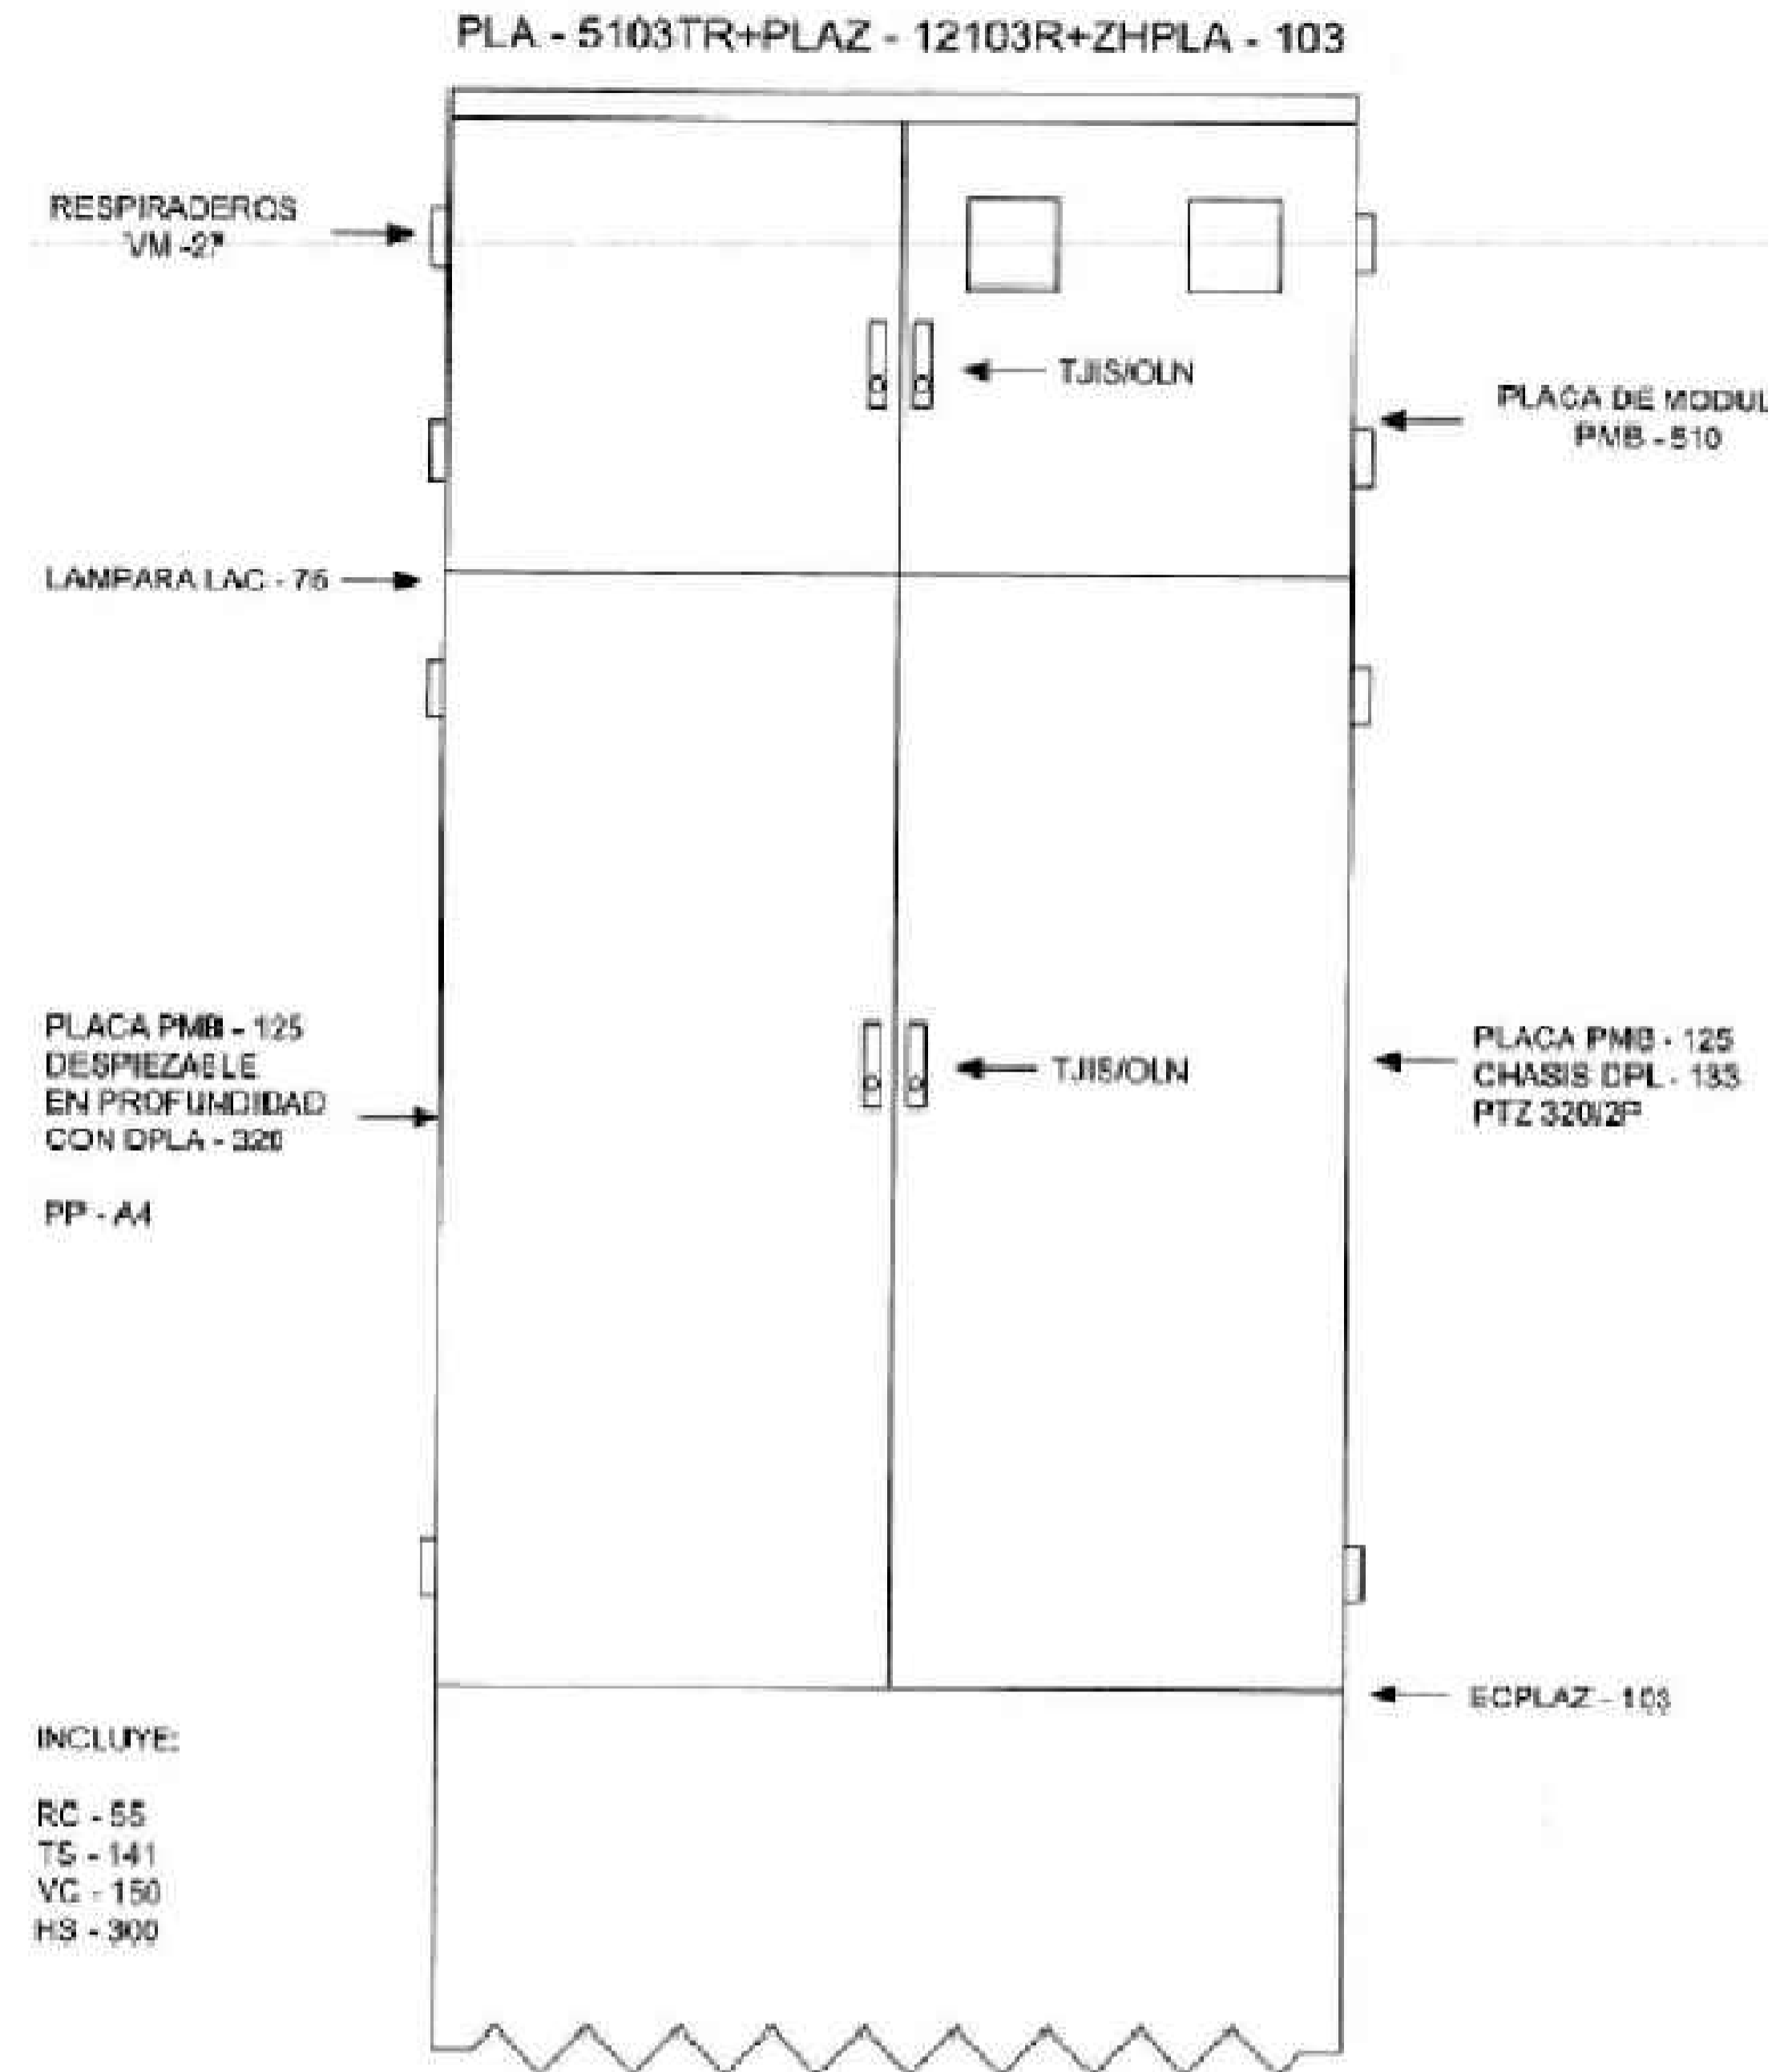 PLA - 5103TR+PLAZ - 12103R+ZHPLA - 103
RESPIRADEROS
VM -27
TJIS/OLN
PLACA DE MODUL
PMB - 510
LAMPARA LAC - 75
PLACA PMB - 125
DESPIEZABLE
EN PROFUNDIDAD
CON DPLA - 320
PP - A4
TJIS/OLN
PLACA PMB - 125
CHASIS DPL - 133
PTZ 320/2P
ECPLAZ - 103
INCLUYE:
RC - 55
TS - 141
VC - 150
HS - 300